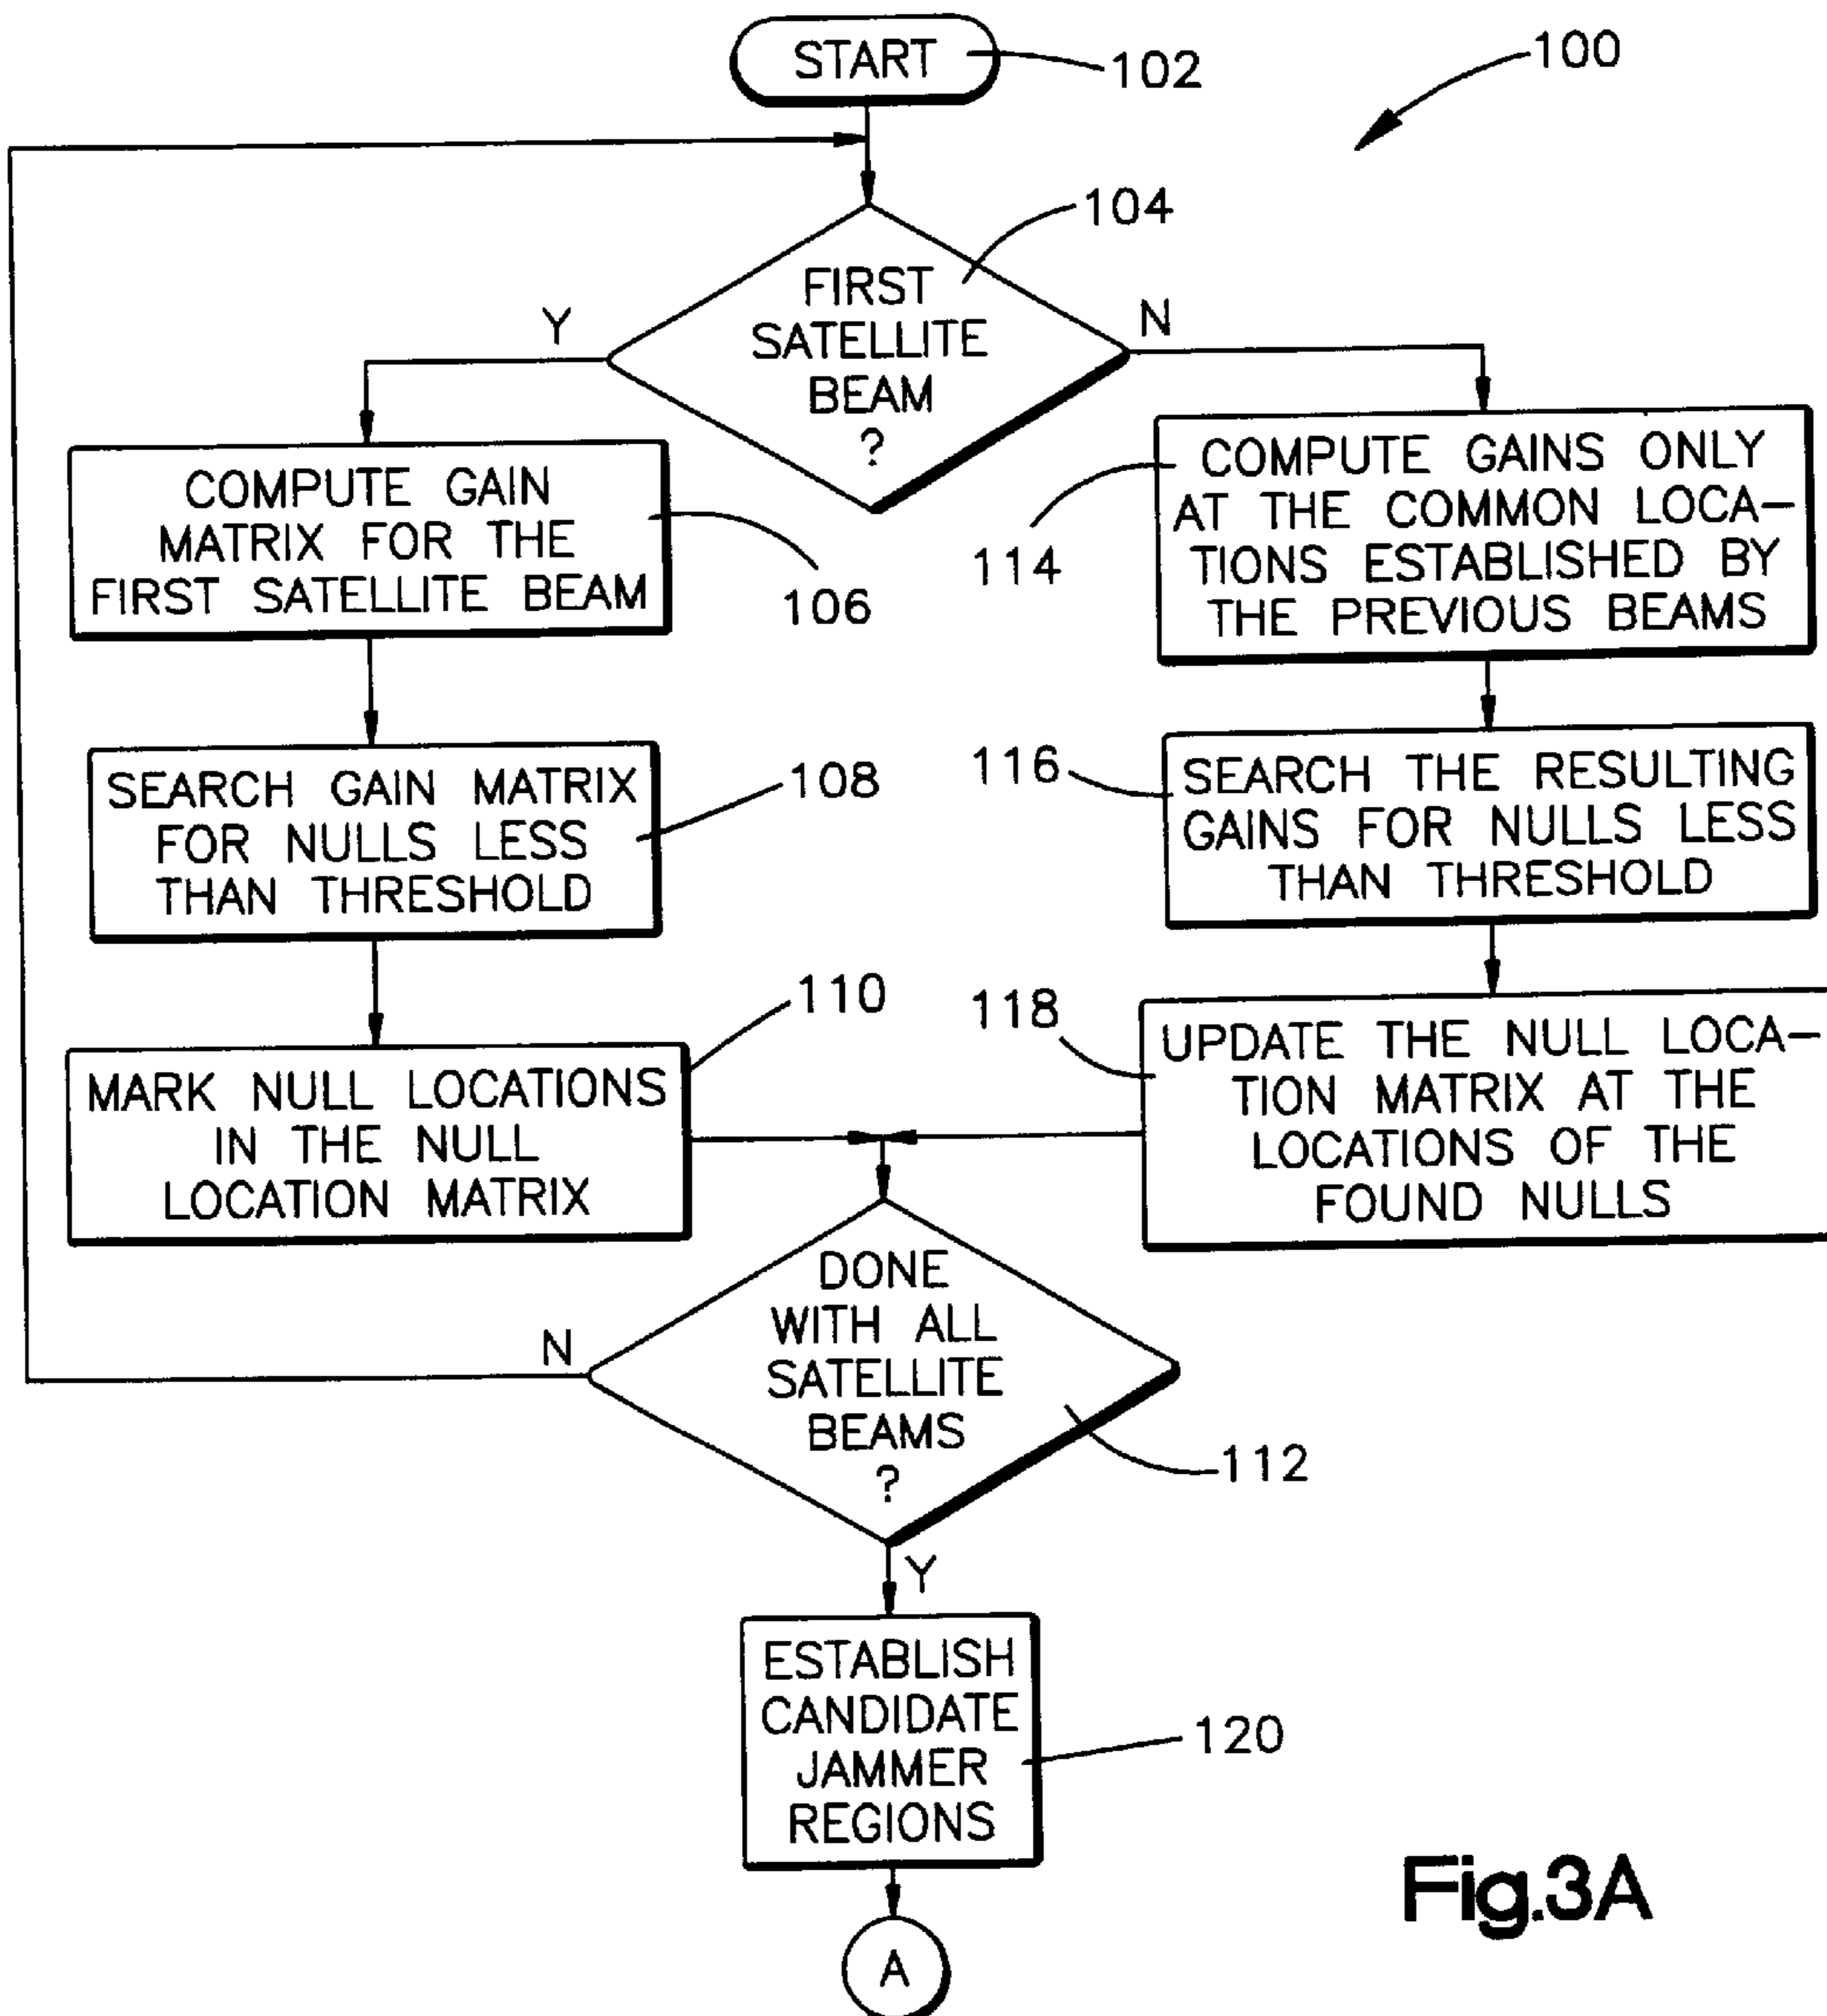 START
102
100
104
FIRST
SATELLITE
BEAM
?
Y
N
COMPUTE GAIN
MATRIX FOR THE
FIRST SATELLITE BEAM
106
COMPUTE GAINS ONLY
AT THE COMMON LOCA-
TIONS ESTABLISHED BY
THE PREVIOUS BEAMS
114
SEARCH GAIN MATRIX
FOR NULLS LESS
THAN THRESHOLD
108
116
SEARCH THE RESULTING
GAINS FOR NULLS LESS
THAN THRESHOLD
MARK NULL LOCATIONS
IN THE NULL
LOCATION MATRIX
110
118
UPDATE THE NULL LOCA-
TION MATRIX AT THE
LOCATIONS OF THE
FOUND NULLS
DONE
WITH ALL
SATELLITE
BEAMS
?
N
112
Y
ESTABLISH
CANDIDATE
JAMMER
REGIONS
120
A
Fig.3A